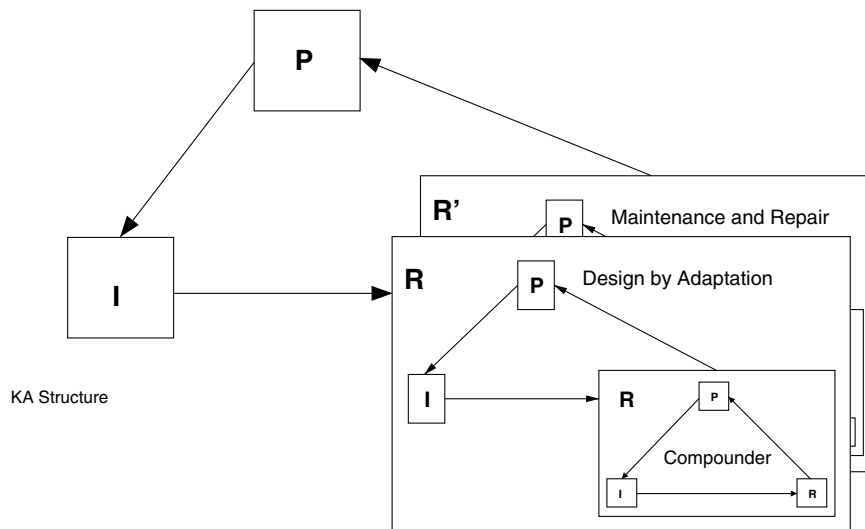 P
R'
Maintenance and Repair
P
I
R
Design by Adaptation
P
I
R
P
KA Structure
Compounder
I
R